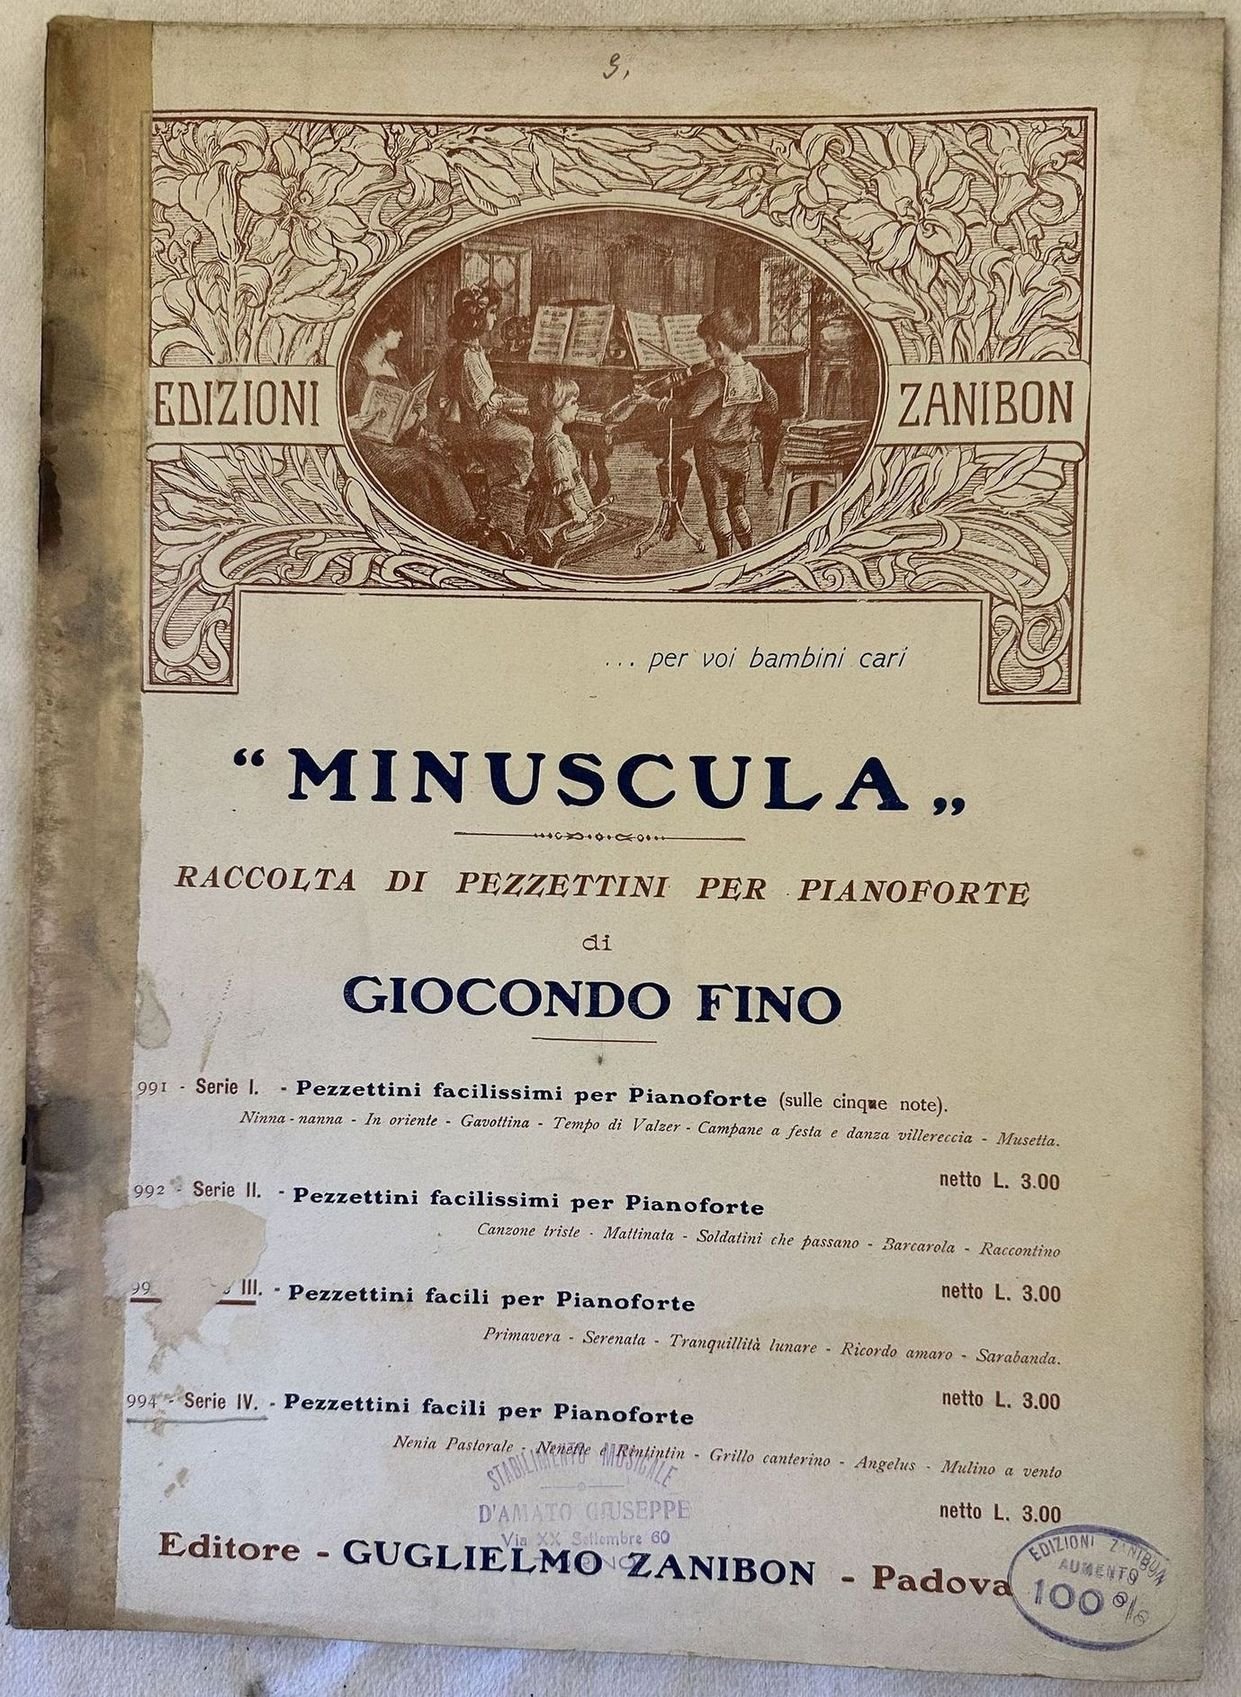 9.
EDIZIONI ZANIBON
... per voi bambini cari
“MINUSCULA„
RACCOLTA DI PEZZETTINI PER PIANOFORTE
di
GIOCONDO FINO
991 - Serie I. - Pezzettini facilissimi per Pianoforte (sulle cinque note).
Ninna-nanna - In oriente - Gavottina - Tempo di Valzer - Campane a festa e danza villereccia - Musetta.
netto L. 3.00
992 - Serie II. - Pezzettini facilissimi per Pianoforte
Canzone triste - Mattinata - Soldatini che passano - Barcarola - Raccontino
netto L. 3.00
99 III. - Pezzettini facili per Pianoforte
Primavera - Serenata - Tranquillità lunare - Ricordo amaro - Sarabanda.
netto L. 3.00
994 - Serie IV. - Pezzettini facili per Pianoforte
Nenia Pastorale - Nenette e Rintintin - Grillo canterino - Angelus - Mulino a vento
netto L. 3.00
STABILIMENTO MUSICALE
D'AMATO GIUSEPPE
Via XX Settembre 60
Editore - GUGLIELMO ZANIBON - Padova
EDIZIONI ZANIBON
AUMENTO
100 %